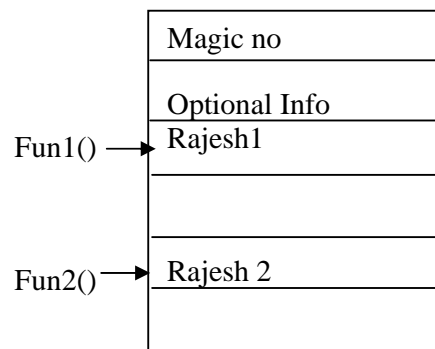 Magic no
Optional Info
Fun1() Rajesh1
Fun2() Rajesh 2